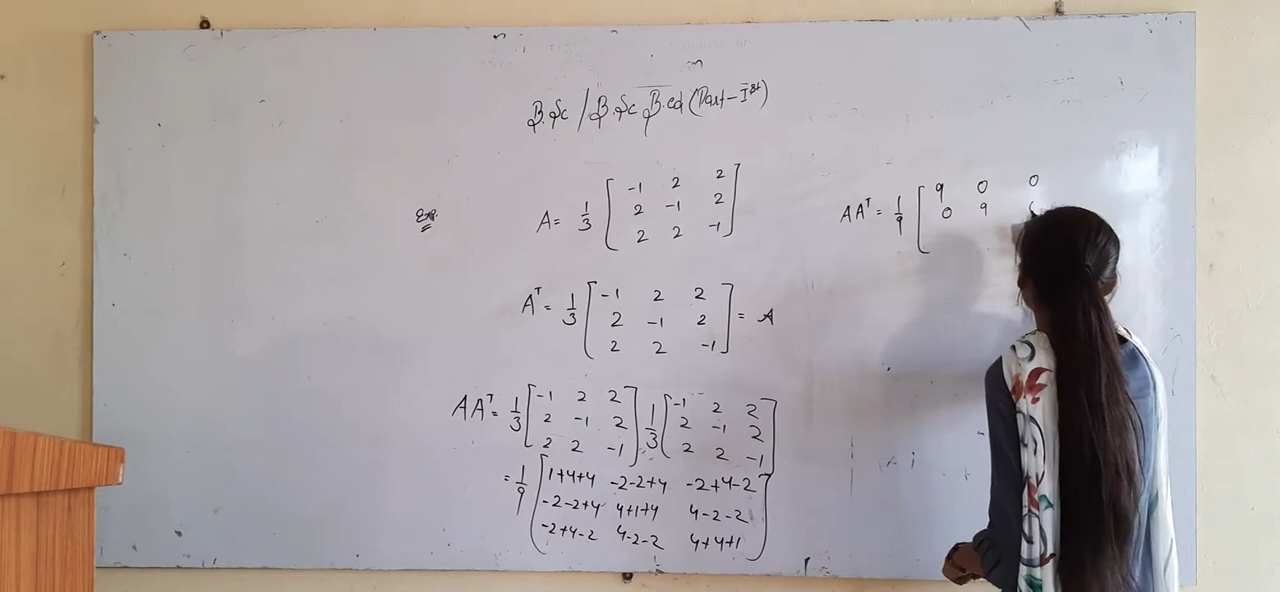 B.Sc / B.Sc B.ed (Part-Ist)
Eg.
A = 1/3 [ -1 2 2
2 -1 2
2 2 -1 ]
A^T = 1/3 [ -1 2 2
2 -1 2
2 2 -1 ] = A
AA^T = 1/3 [ -1 2 2
2 -1 2
2 2 -1 ] 1/3 [ -1 2 2
2 -1 2
2 2 -1 ]
= 1/9 [ 1+4+4 -2-2+4 -2+4-2
-2-2+4 4+1+4 4-2-2
-2+4-2 4-2-2 4+4+1 ]
AA^T = 1/9 [ 9 0 0
0 9